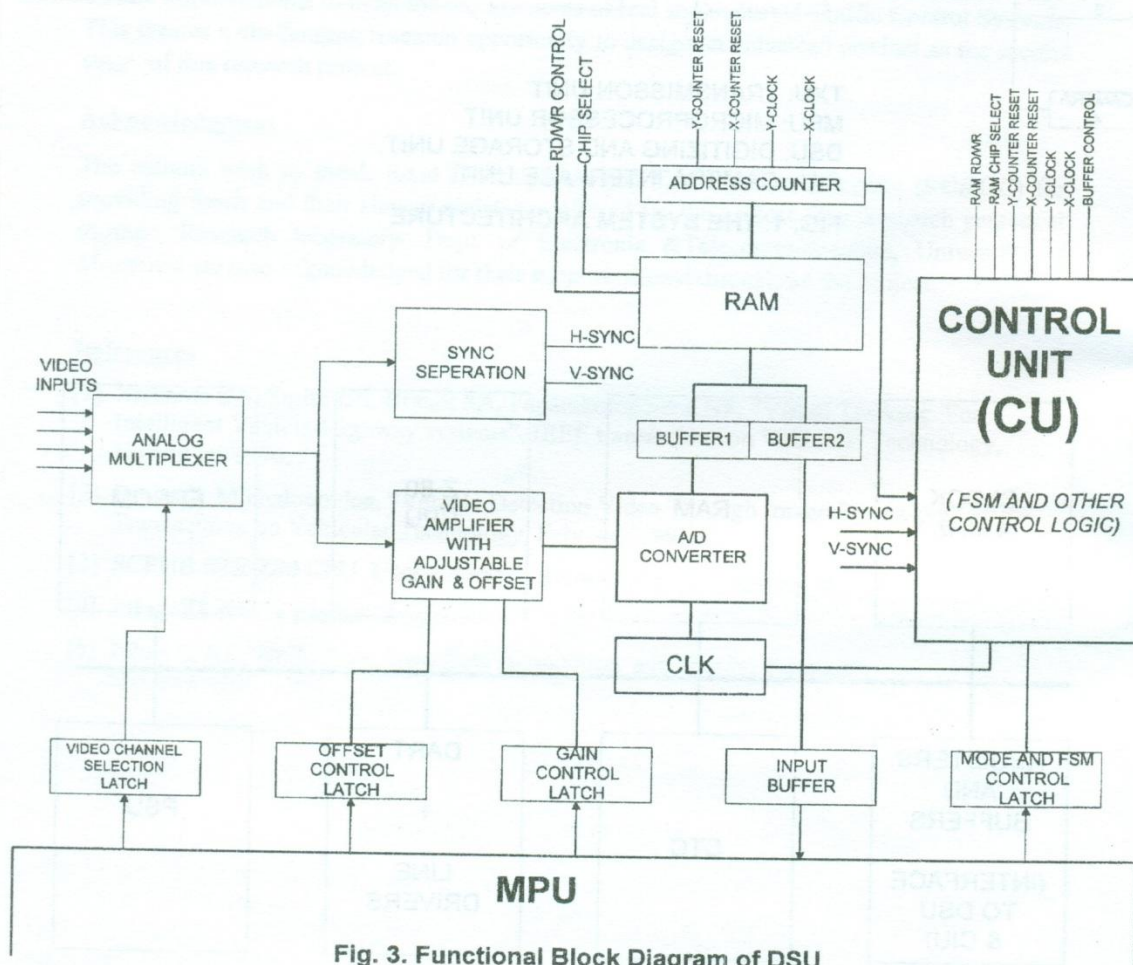 RD/WR CONTROL
CHIP SELECT
Y-COUNTER RESET
X-COUNTER RESET
Y-CLOCK
X-CLOCK
ADDRESS COUNTER
RAM
RAM RD/WR
RAM CHIP SELECT
Y-COUNTER RESET
X-COUNTER RESET
Y-CLOCK
X-CLOCK
BUFFER CONTROL
CONTROL
UNIT
(CU)
( FSM AND OTHER
CONTROL LOGIC)
H-SYNC
V-SYNC
VIDEO
INPUTS
ANALOG
MULTIPLEXER
SYNC
SEPERATION
H-SYNC
V-SYNC
BUFFER1
BUFFER2
VIDEO
AMPLIFIER
WITH
ADJUSTABLE
GAIN & OFFSET
A/D
CONVERTER
CLK
VIDEO CHANNEL
SELECTION
LATCH
OFFSET
CONTROL
LATCH
GAIN
CONTROL
LATCH
INPUT
BUFFER
MODE AND FSM
CONTROL
LATCH
MPU
Fig. 3. Functional Block Diagram of DSU